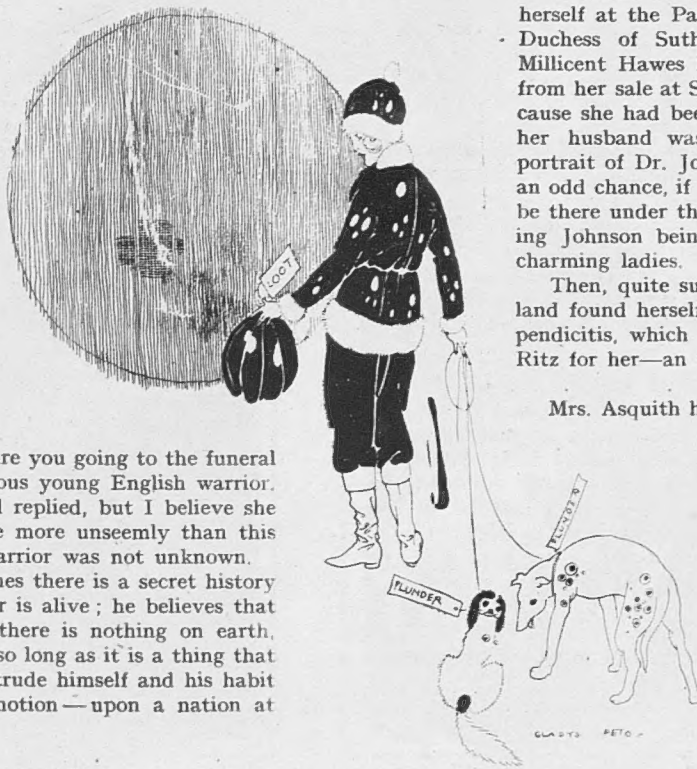 herself at the Pa
Duchess of Suth
Millicent Hawes
from her sale at S
cause she had bee
her husband was
portrait of Dr. Jo
an odd chance, if
be there under th
ing Johnson bein
charming ladies.
Then, quite su
land found hersel
pendicitis, which
Ritz for her—an
Mrs. Asquith h
LOOT
re you going to the funeral
ous young English warrior.
l replied, but I believe she
e more unseemly than this
arrior was not unknown.
nes there is a secret history
r is alive; he believes that
there is nothing on earth,
so long as it is a thing that
trude himself and his habit
notion—upon a nation at
PLUNDER
PLUNDER
GLADYS PETO